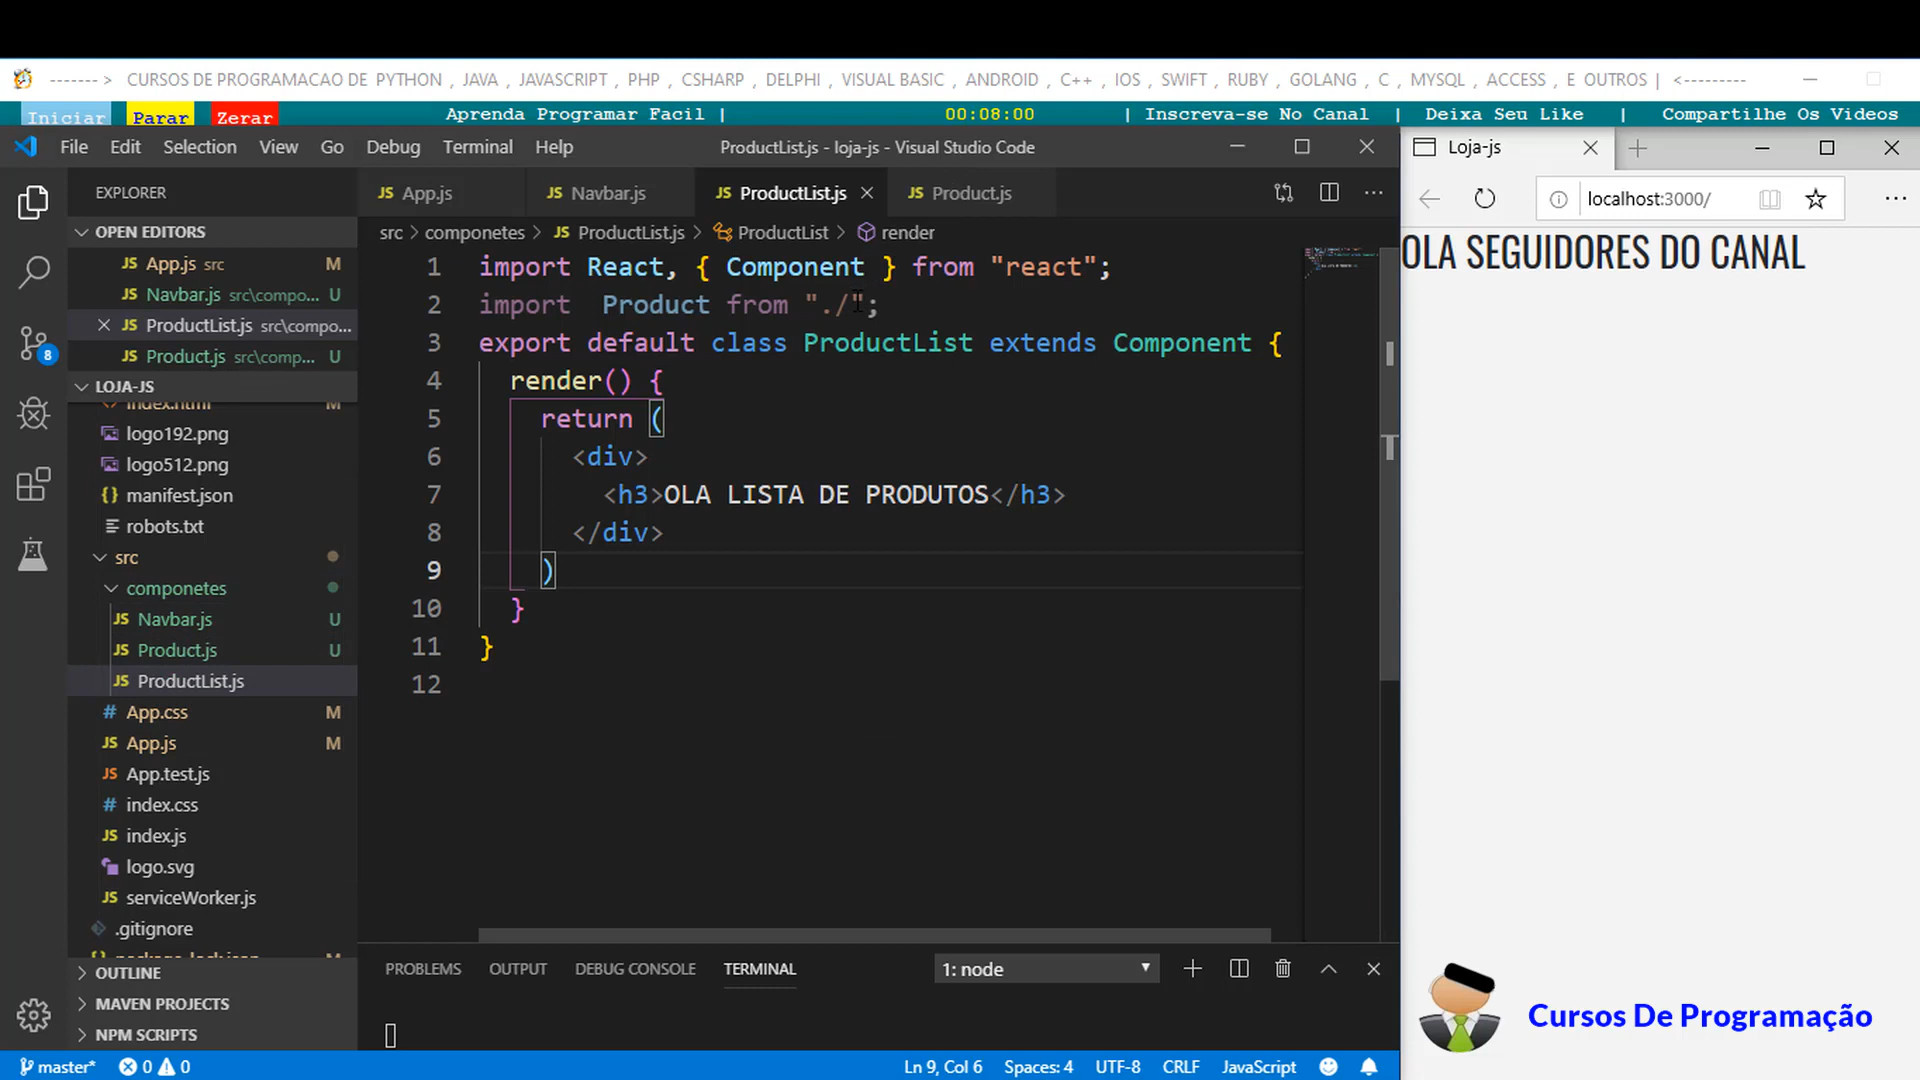 ------- > CURSOS DE PROGRAMACAO DE PYTHON , JAVA , JAVASCRIPT , PHP , CSHARP , DELPHI , VISUAL BASIC , ANDROID , C++ , IOS , SWIFT , RUBY , GOLANG , C , MYSQL , ACCESS , E OUTROS | <---------
Iniciar Parar Zerar Aprenda Programar Facil | 00:08:00 | Inscreva-se No Canal | Deixa Seu Like | Compartilhe Os Videos
File Edit Selection View Go Debug Terminal Help ProductList.js - loja-js - Visual Studio Code
Loja-js
localhost:3000/
EXPLORER
JS App.js JS Navbar.js JS ProductList.js JS Product.js
OPEN EDITORS
JS App.js src M
JS Navbar.js src\compo... U
JS ProductList.js src\compo...
JS Product.js src\comp... U
LOJA-JS
index.html M
logo192.png
logo512.png
{} manifest.json
robots.txt
src
componetes
JS Navbar.js U
JS Product.js U
JS ProductList.js
# App.css M
JS App.js M
JS App.test.js
# index.css
JS index.js
logo.svg
JS serviceWorker.js
.gitignore
OUTLINE
MAVEN PROJECTS
NPM SCRIPTS
8
src > componetes > JS ProductList.js > ProductList > render
1 import React, { Component } from "react";
2 import  Product from "./";
3 export default class ProductList extends Component {
4 render() {
5 return (
6 <div>
7 <h3>OLA LISTA DE PRODUTOS</h3>
8 </div>
9 )
10 }
11 }
12
PROBLEMS OUTPUT DEBUG CONSOLE TERMINAL 1: node
master* 0 0 Ln 9, Col 6 Spaces: 4 UTF-8 CRLF JavaScript
OLA SEGUIDORES DO CANAL
Cursos De Programação